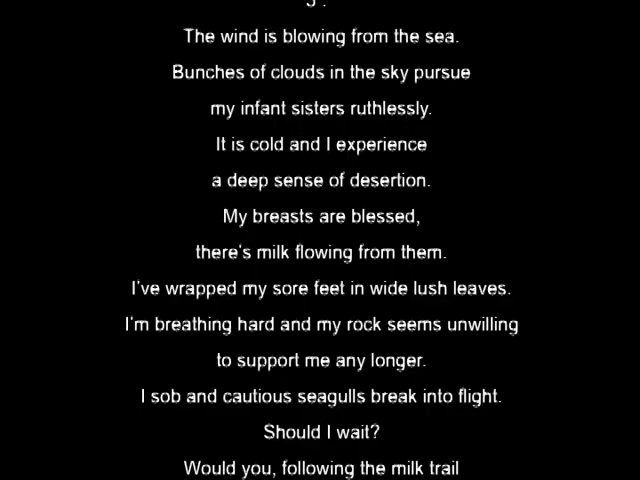 The wind is blowing from the sea.
Bunches of clouds in the sky pursue
my infant sisters ruthlessly.
It is cold and I experience
a deep sense of desertion.
My breasts are blessed,
there's milk flowing from them.
I've wrapped my sore feet in wide lush leaves.
I'm breathing hard and my rock seems unwilling
to support me any longer.
I sob and cautious seagulls break into flight.
Should I wait?
Would you, following the milk trail